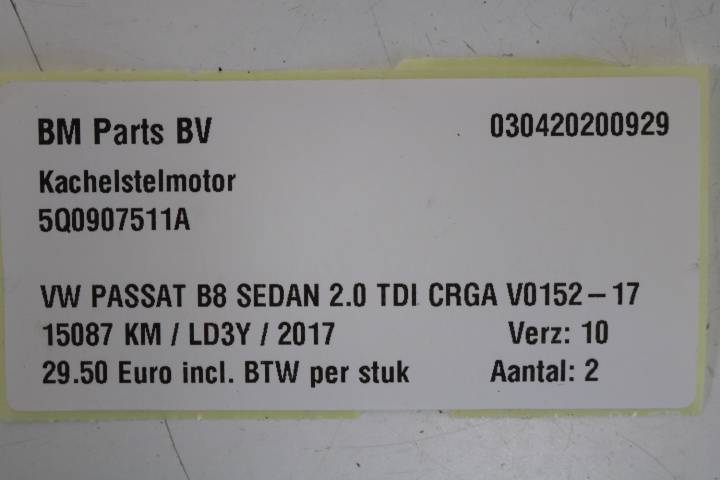 BM Parts BV 030420200929
Kachelstelmotor
5Q0907511A
VW PASSAT B8 SEDAN 2.0 TDI CRGA V0152-17
15087 KM / LD3Y / 2017 Verz: 10
29.50 Euro incl. BTW per stuk Aantal: 2